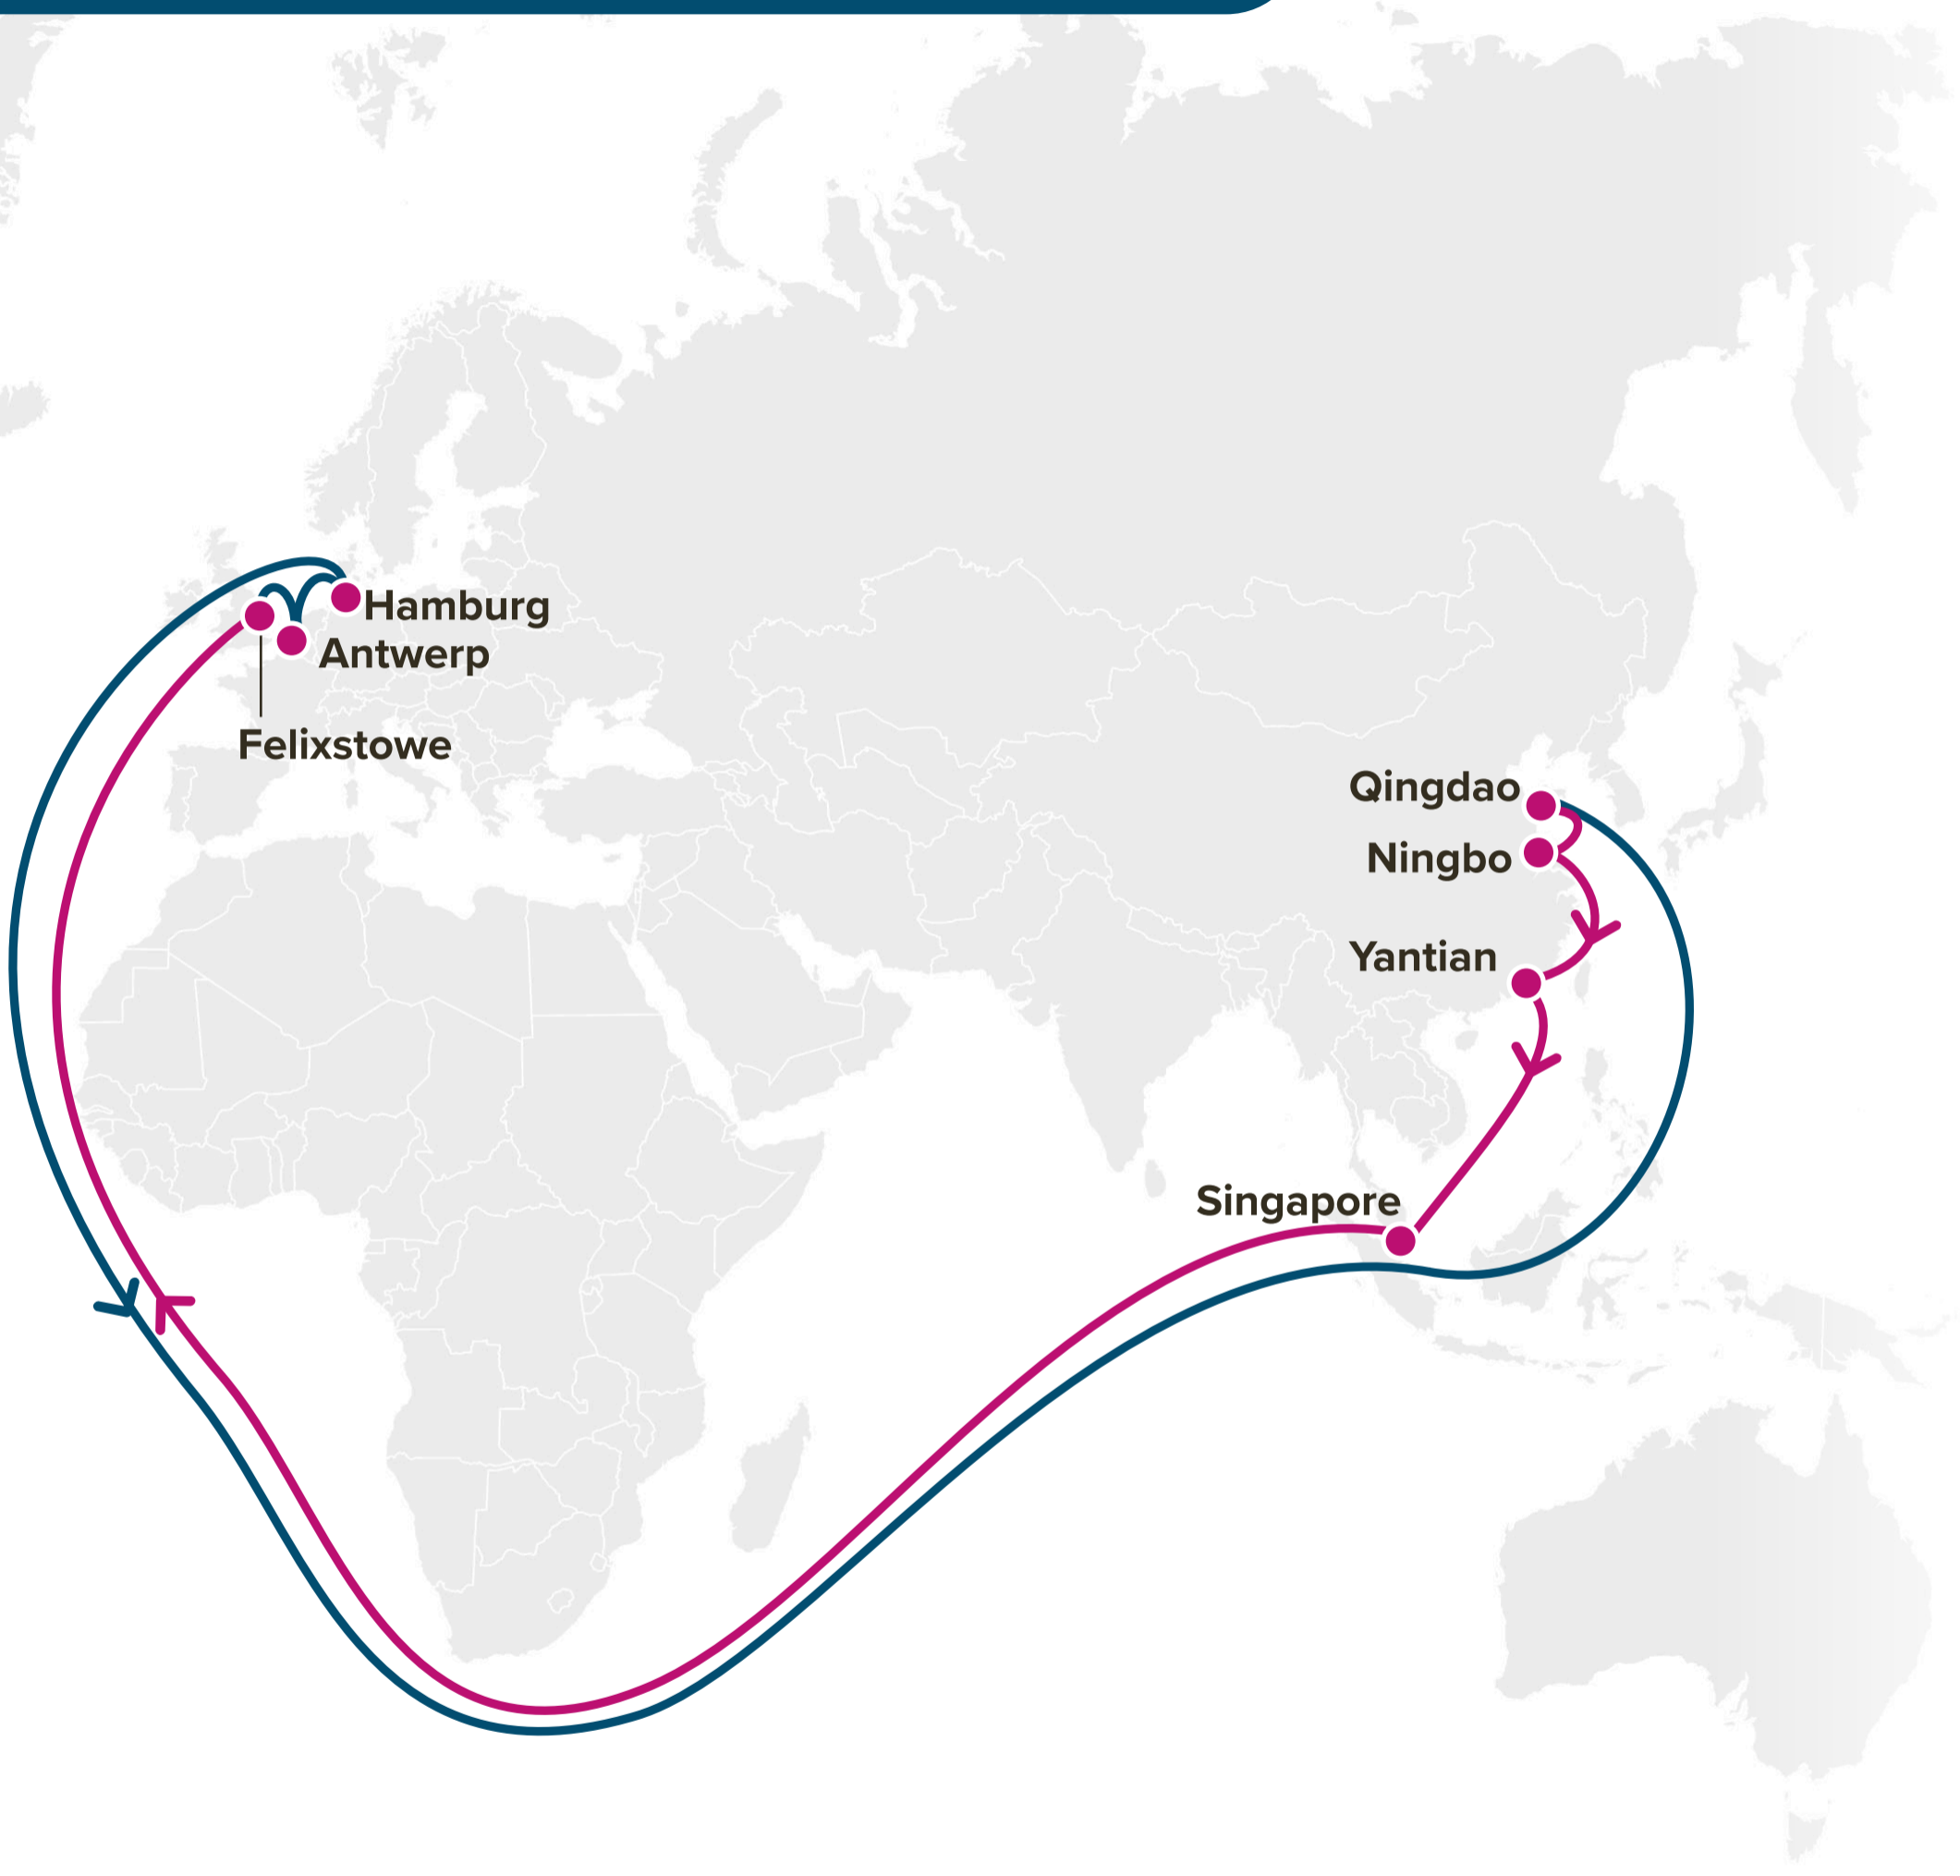 Hamburg
Antwerp
Felixstowe
Qingdao
Ningbo
Yantian
Singapore